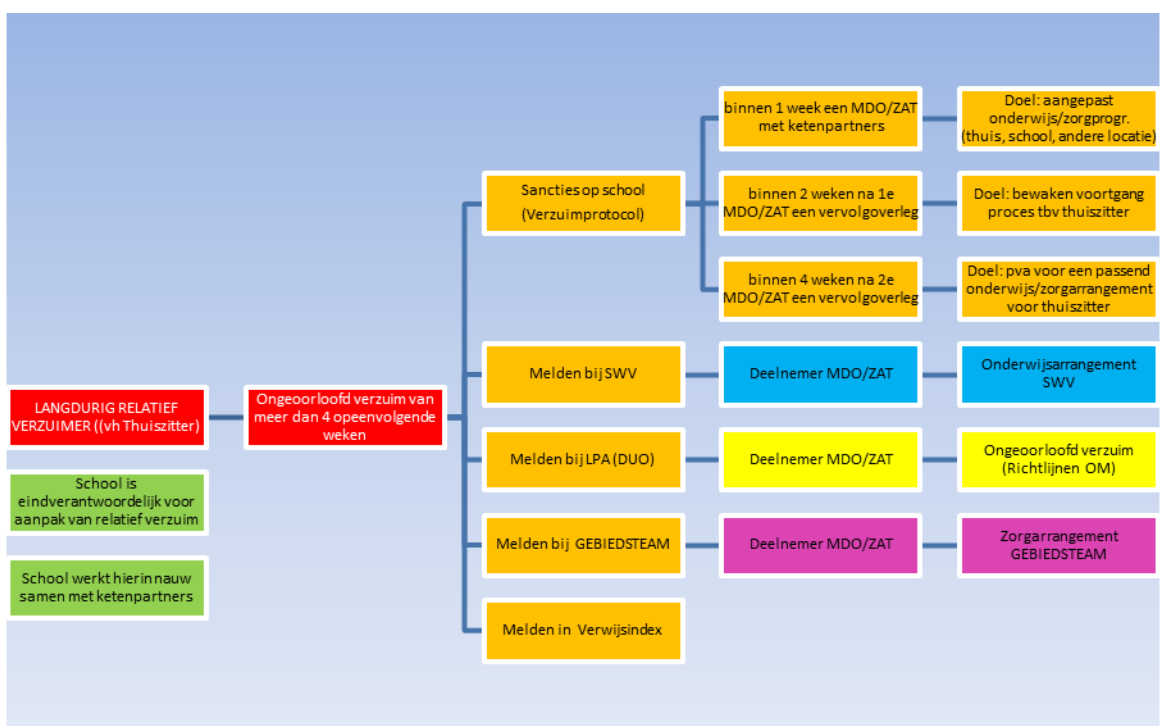 LANGDURIG RELATIEF
VERZUIMER ((vh Thuiszitter)
School is
eindverantwoordelijk voor
aanpak van relatief verzuim
School werkt hierin nauw
samen met ketenpartners
Ongeoorloofd verzuim van
meer dan 4 opeenvolgende
weken
Sancties op school
(Verzuimprotocol)
binnen 1 week een MDO/ZAT
met ketenpartners
Doel: aangepast
onderwijs/zorgprogr.
(thuis, school, andere locatie)
binnen 2 weken na 1e
MDO/ZAT een vervolgoverleg
Doel: bewaken voortgang
proces tbv thuiszitter
binnen 4 weken na 2e
MDO/ZAT een vervolgoverleg
Doel: pva voor een passend
onderwijs/zorgarrangement
voor thuiszitter
Melden bij SWV
Deelnemer MDO/ZAT
Onderwijsarrangement
SWV
Melden bij LPA (DUO)
Deelnemer MDO/ZAT
Ongeoorloofd verzuim
(Richtlijnen OM)
Melden bij GEBIEDSTEAM
Deelnemer MDO/ZAT
Zorgarrangement
GEBIEDSTEAM
Melden in Verwijsindex